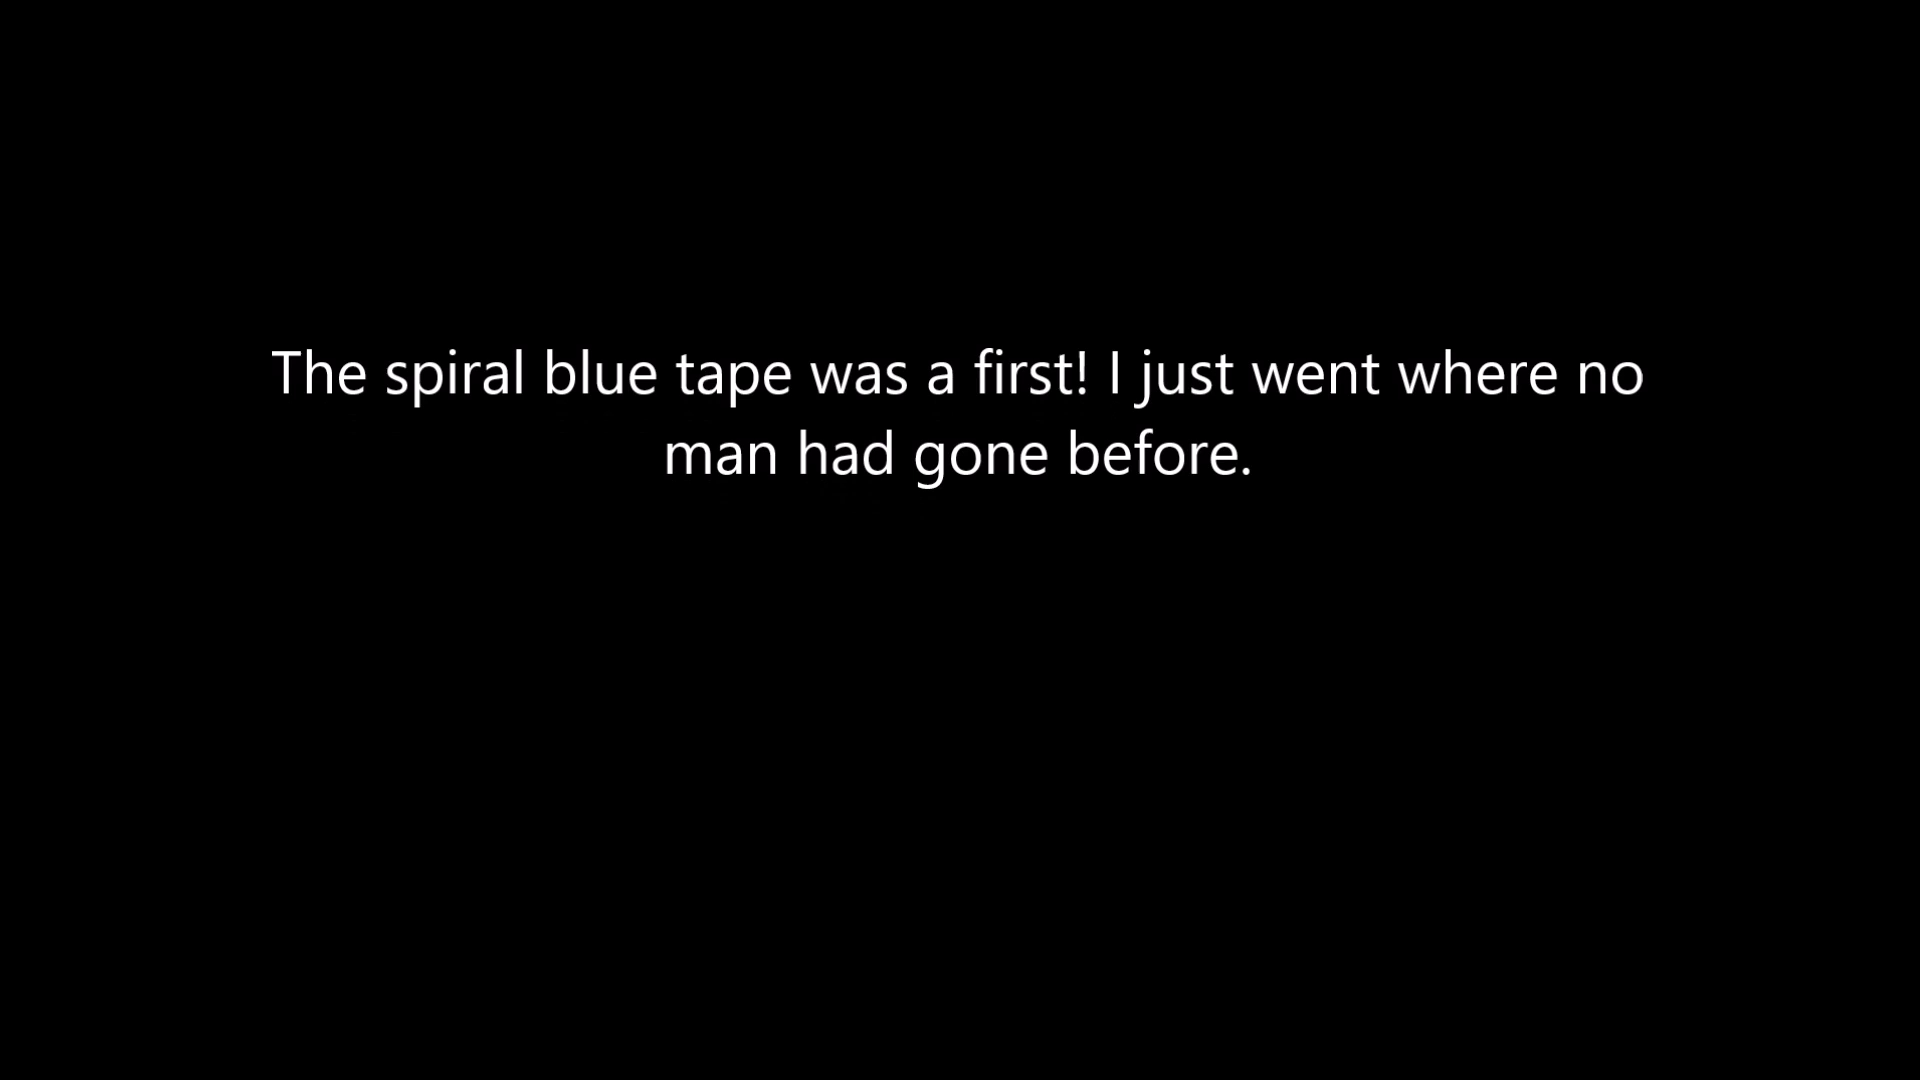 The spiral blue tape was a first! I just went where no
man had gone before.